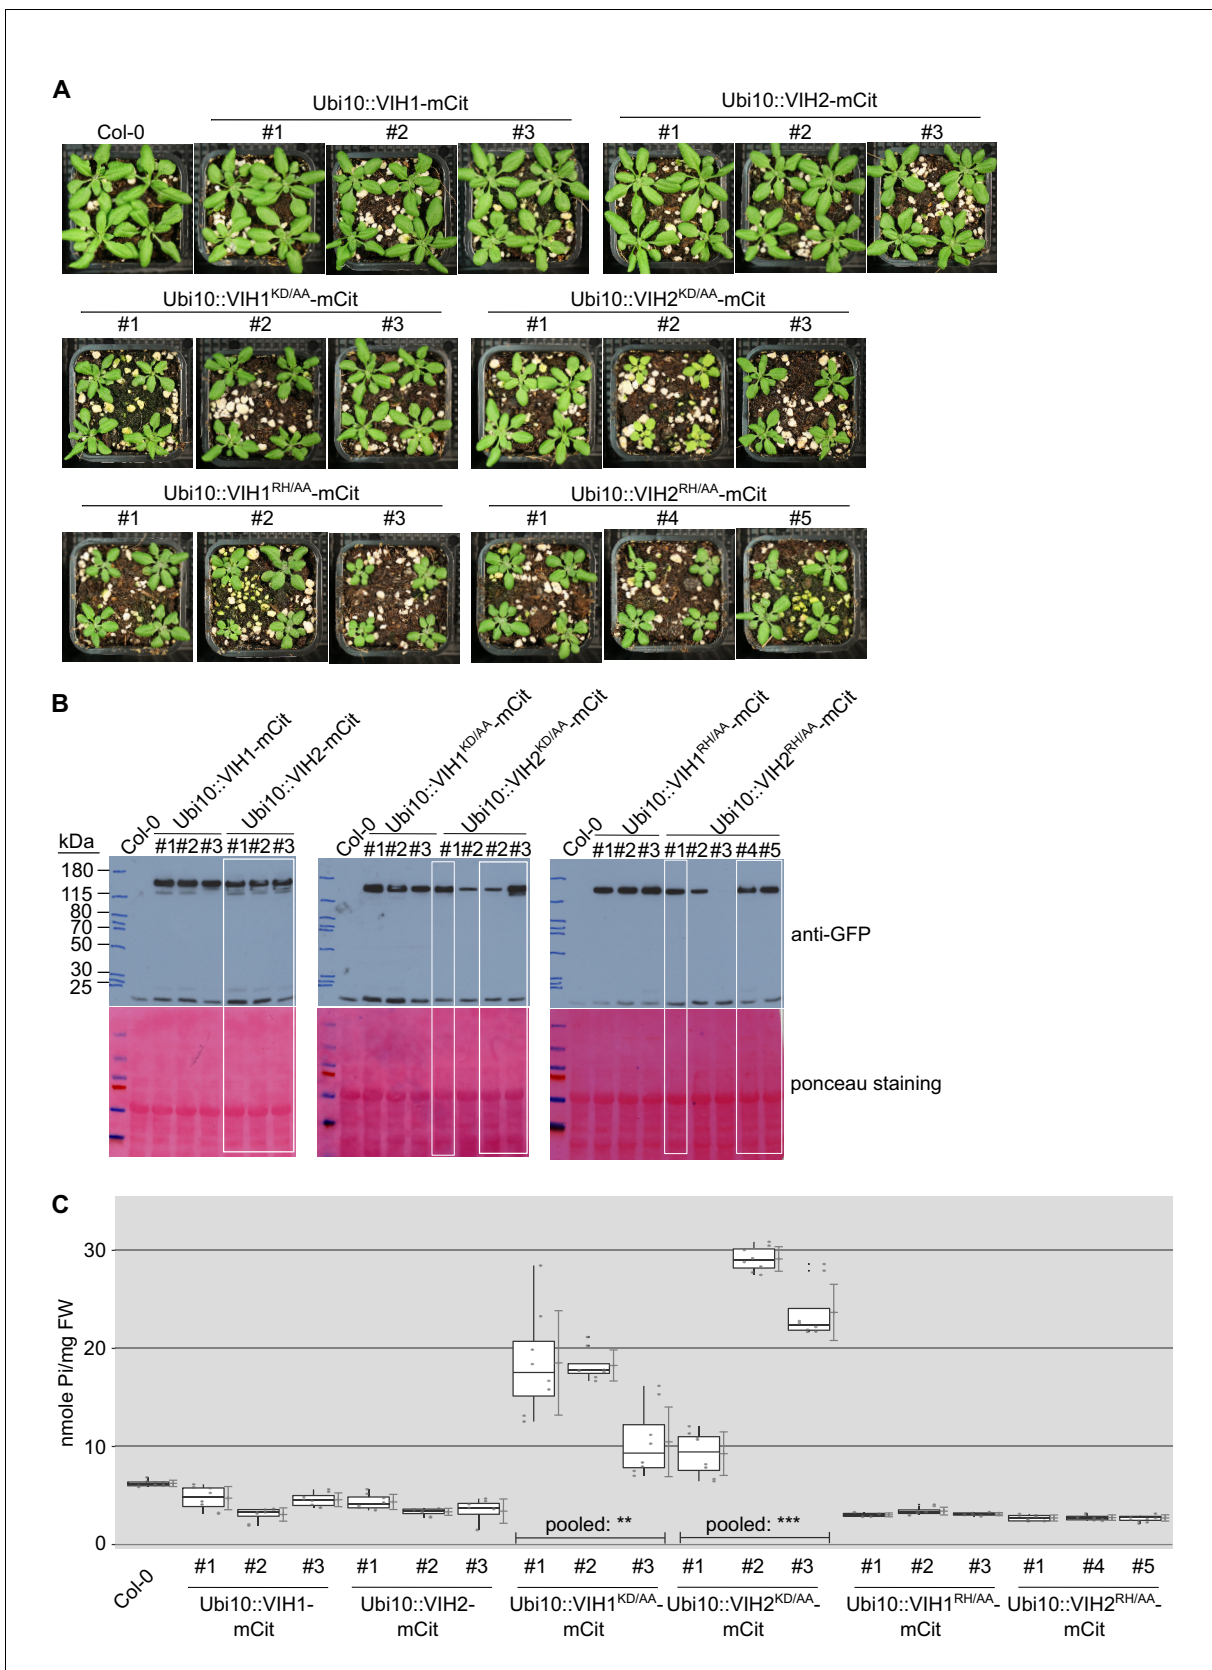 A
Ubi10::VIH1-mCit
Ubi10::VIH2-mCit
Col-0
#1 #2 #3 #1 #2 #3
Ubi10::VIH1KD/AA-mCit
Ubi10::VIH2KD/AA-mCit
#1 #2 #3 #1 #2 #3
Ubi10::VIH1RH/AA-mCit
Ubi10::VIH2RH/AA-mCit
#1 #2 #3 #1 #4 #5
B
Col-0
Ubi10::VIH1-mCit
Ubi10::VIH2-mCit
Col-0
Ubi10::VIH1KD/AA-mCit
Ubi10::VIH2KD/AA-mCit
Col-0
Ubi10::VIH1RH/AA-mCit
Ubi10::VIH2RH/AA-mCit
kDa
#1 #2 #3 #1 #2 #3
#1 #2 #3 #1 #2 #2 #3
#1 #2 #3 #1 #2 #3 #4 #5
180
115
80
70
50
30
25
anti-GFP
ponceau staining
C
nmole Pi/mg FW
30
20
10
0
pooled: **
pooled: ***
Col-0
#1 #2 #3 #1 #2 #3 #1 #2 #3 #1 #2 #3 #1 #2 #3 #1 #4 #5
Ubi10::VIH1-
mCit
Ubi10::VIH2-
mCit
Ubi10::VIH1KD/AA-
mCit
Ubi10::VIH2KD/AA-
mCit
Ubi10::VIH1RH/AA-
mCit
Ubi10::VIH2RH/AA-
mCit